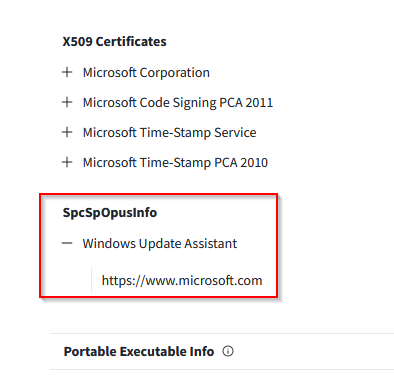 X509 Certificates
Microsoft Corporation
Microsoft Code Signing PCA 2011
Microsoft Time-Stamp Service
Microsoft Time-Stamp PCA 2010
SpcSpOpusInfo
Windows Update Assistant
https://www.microsoft.com
Portable Executable Info